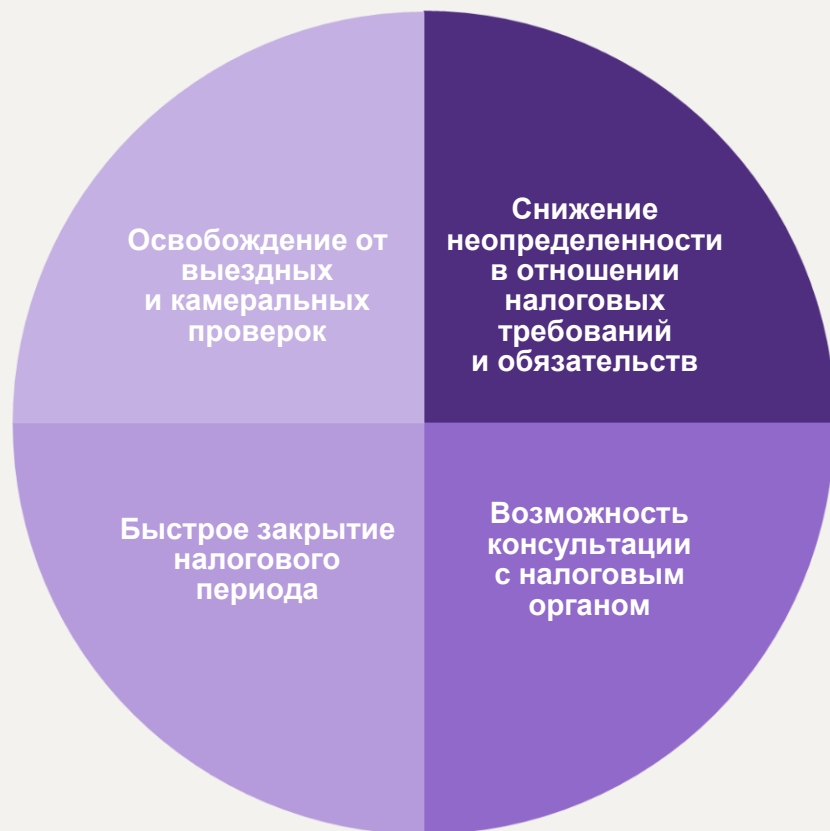 Освобождение от
выездных
и камеральных
проверок
Снижение
неопределенности
в отношении
налоговых
требований
и обязательств
Быстрое закрытие
налогового
периода
Возможность
консультации
с налоговым
органом